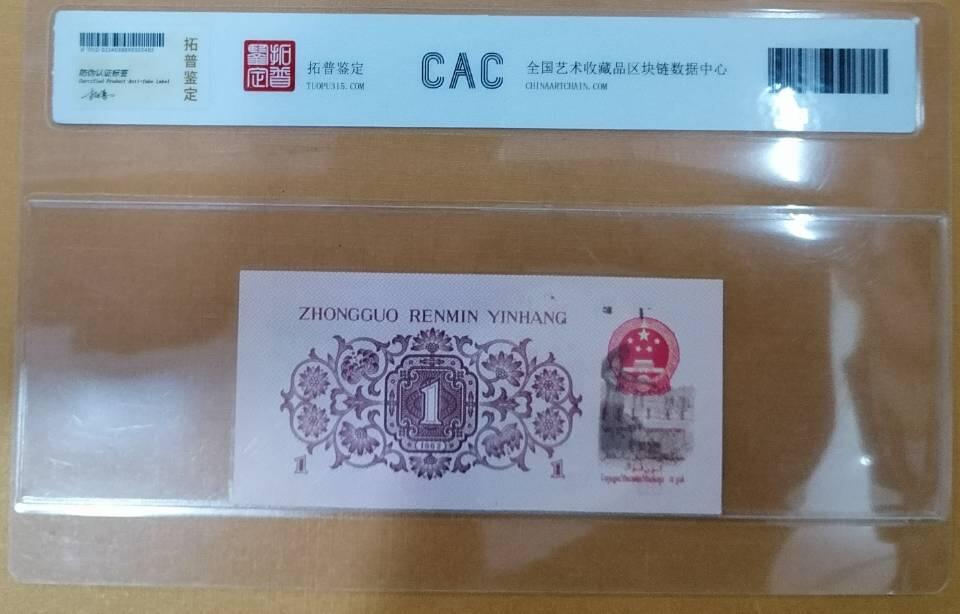 防伪认证标签
Certified Product Anti-fake Label
拓普鉴定
拓普鉴定
拓普鉴定
TUOPU315.COM
CAC
全国艺术收藏品区块链数据中心
CHINAARTCHAIN.COM
ZHONGGUO RENMIN YINHANG
1
1962
1
1